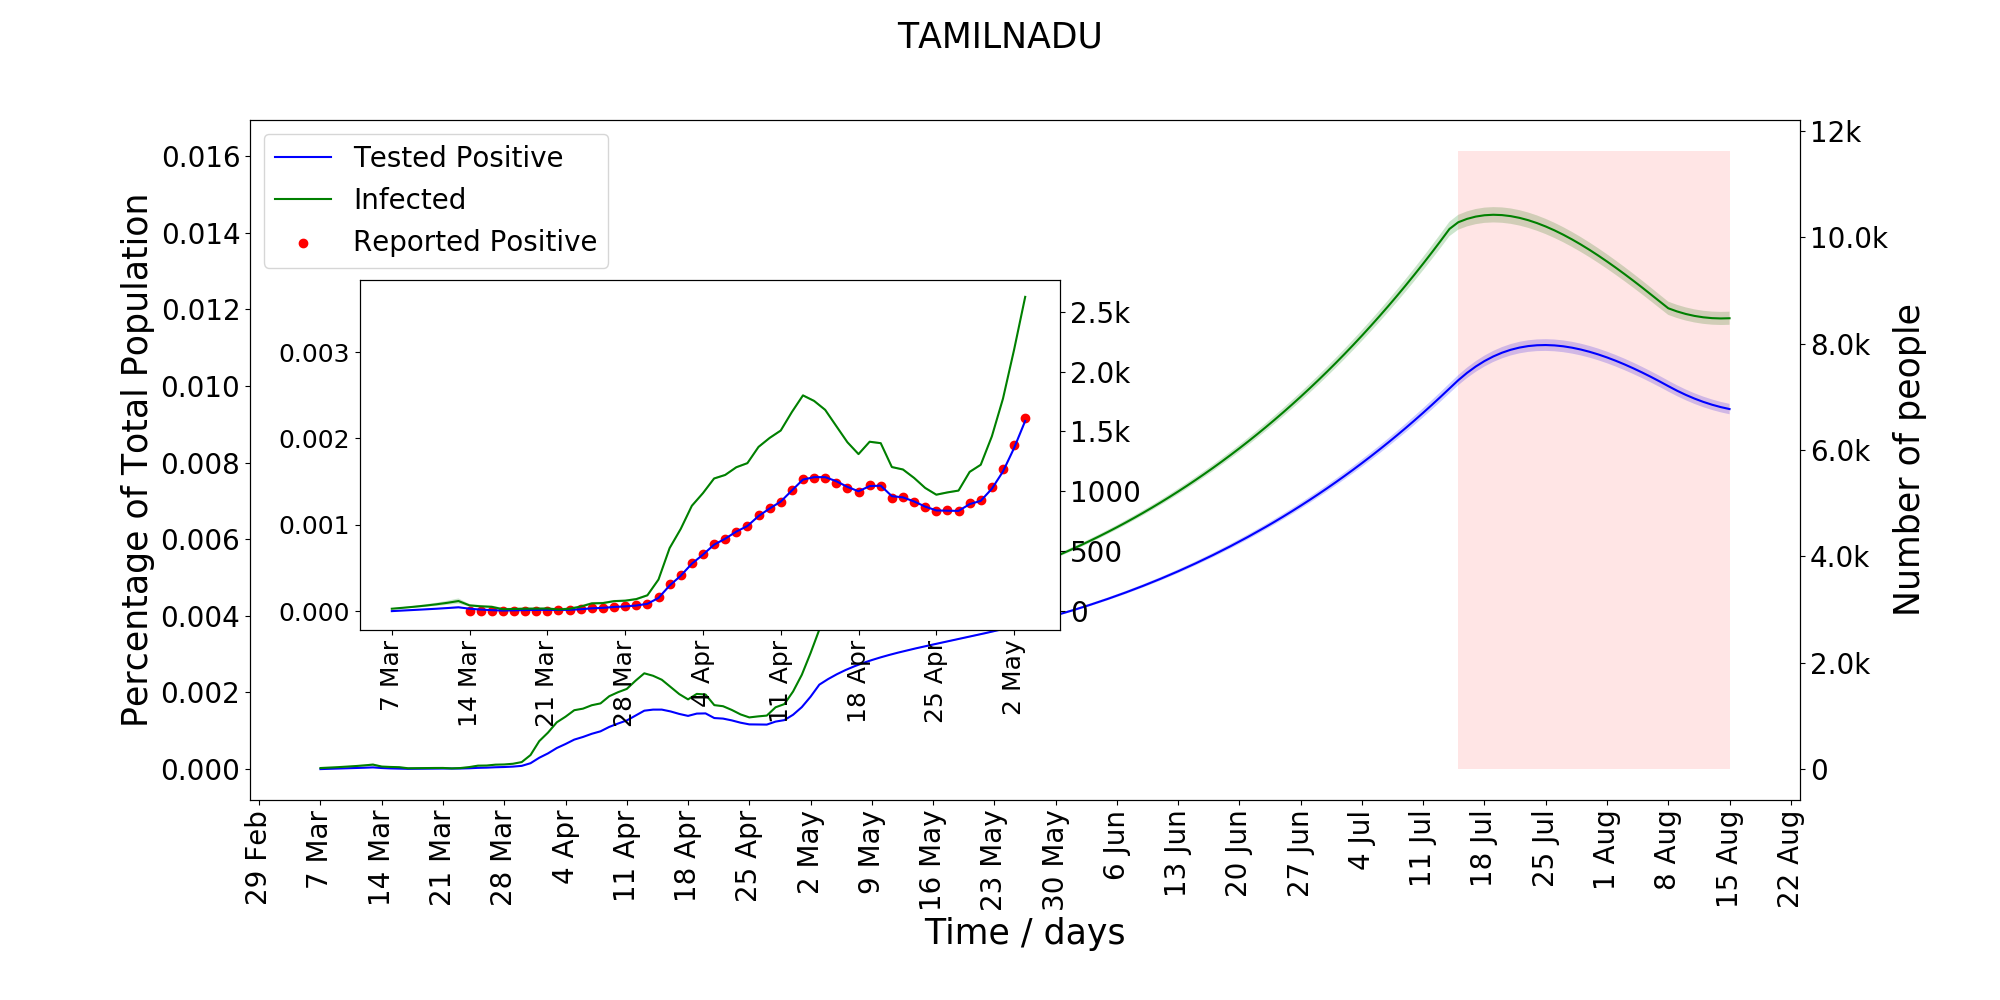 TAMILNADU
Tested Positive
Infected
Reported Positive
Percentage of Total Population
0.016
0.014
0.012
0.010
0.008
0.006
0.004
0.002
0.000
12k
10.0k
8.0k
6.0k
4.0k
2.0k
0
Number of people
0.003
0.002
0.001
0.000
2.5k
2.0k
1.5k
1000
500
0
7 Mar
14 Mar
21 Mar
28 Mar
4 Apr
11 Apr
18 Apr
25 Apr
2 May
29 Feb
7 Mar
14 Mar
21 Mar
28 Mar
4 Apr
11 Apr
18 Apr
25 Apr
2 May
9 May
16 May
23 May
30 May
6 Jun
13 Jun
20 Jun
27 Jun
4 Jul
11 Jul
18 Jul
25 Jul
1 Aug
8 Aug
15 Aug
22 Aug
Time / days